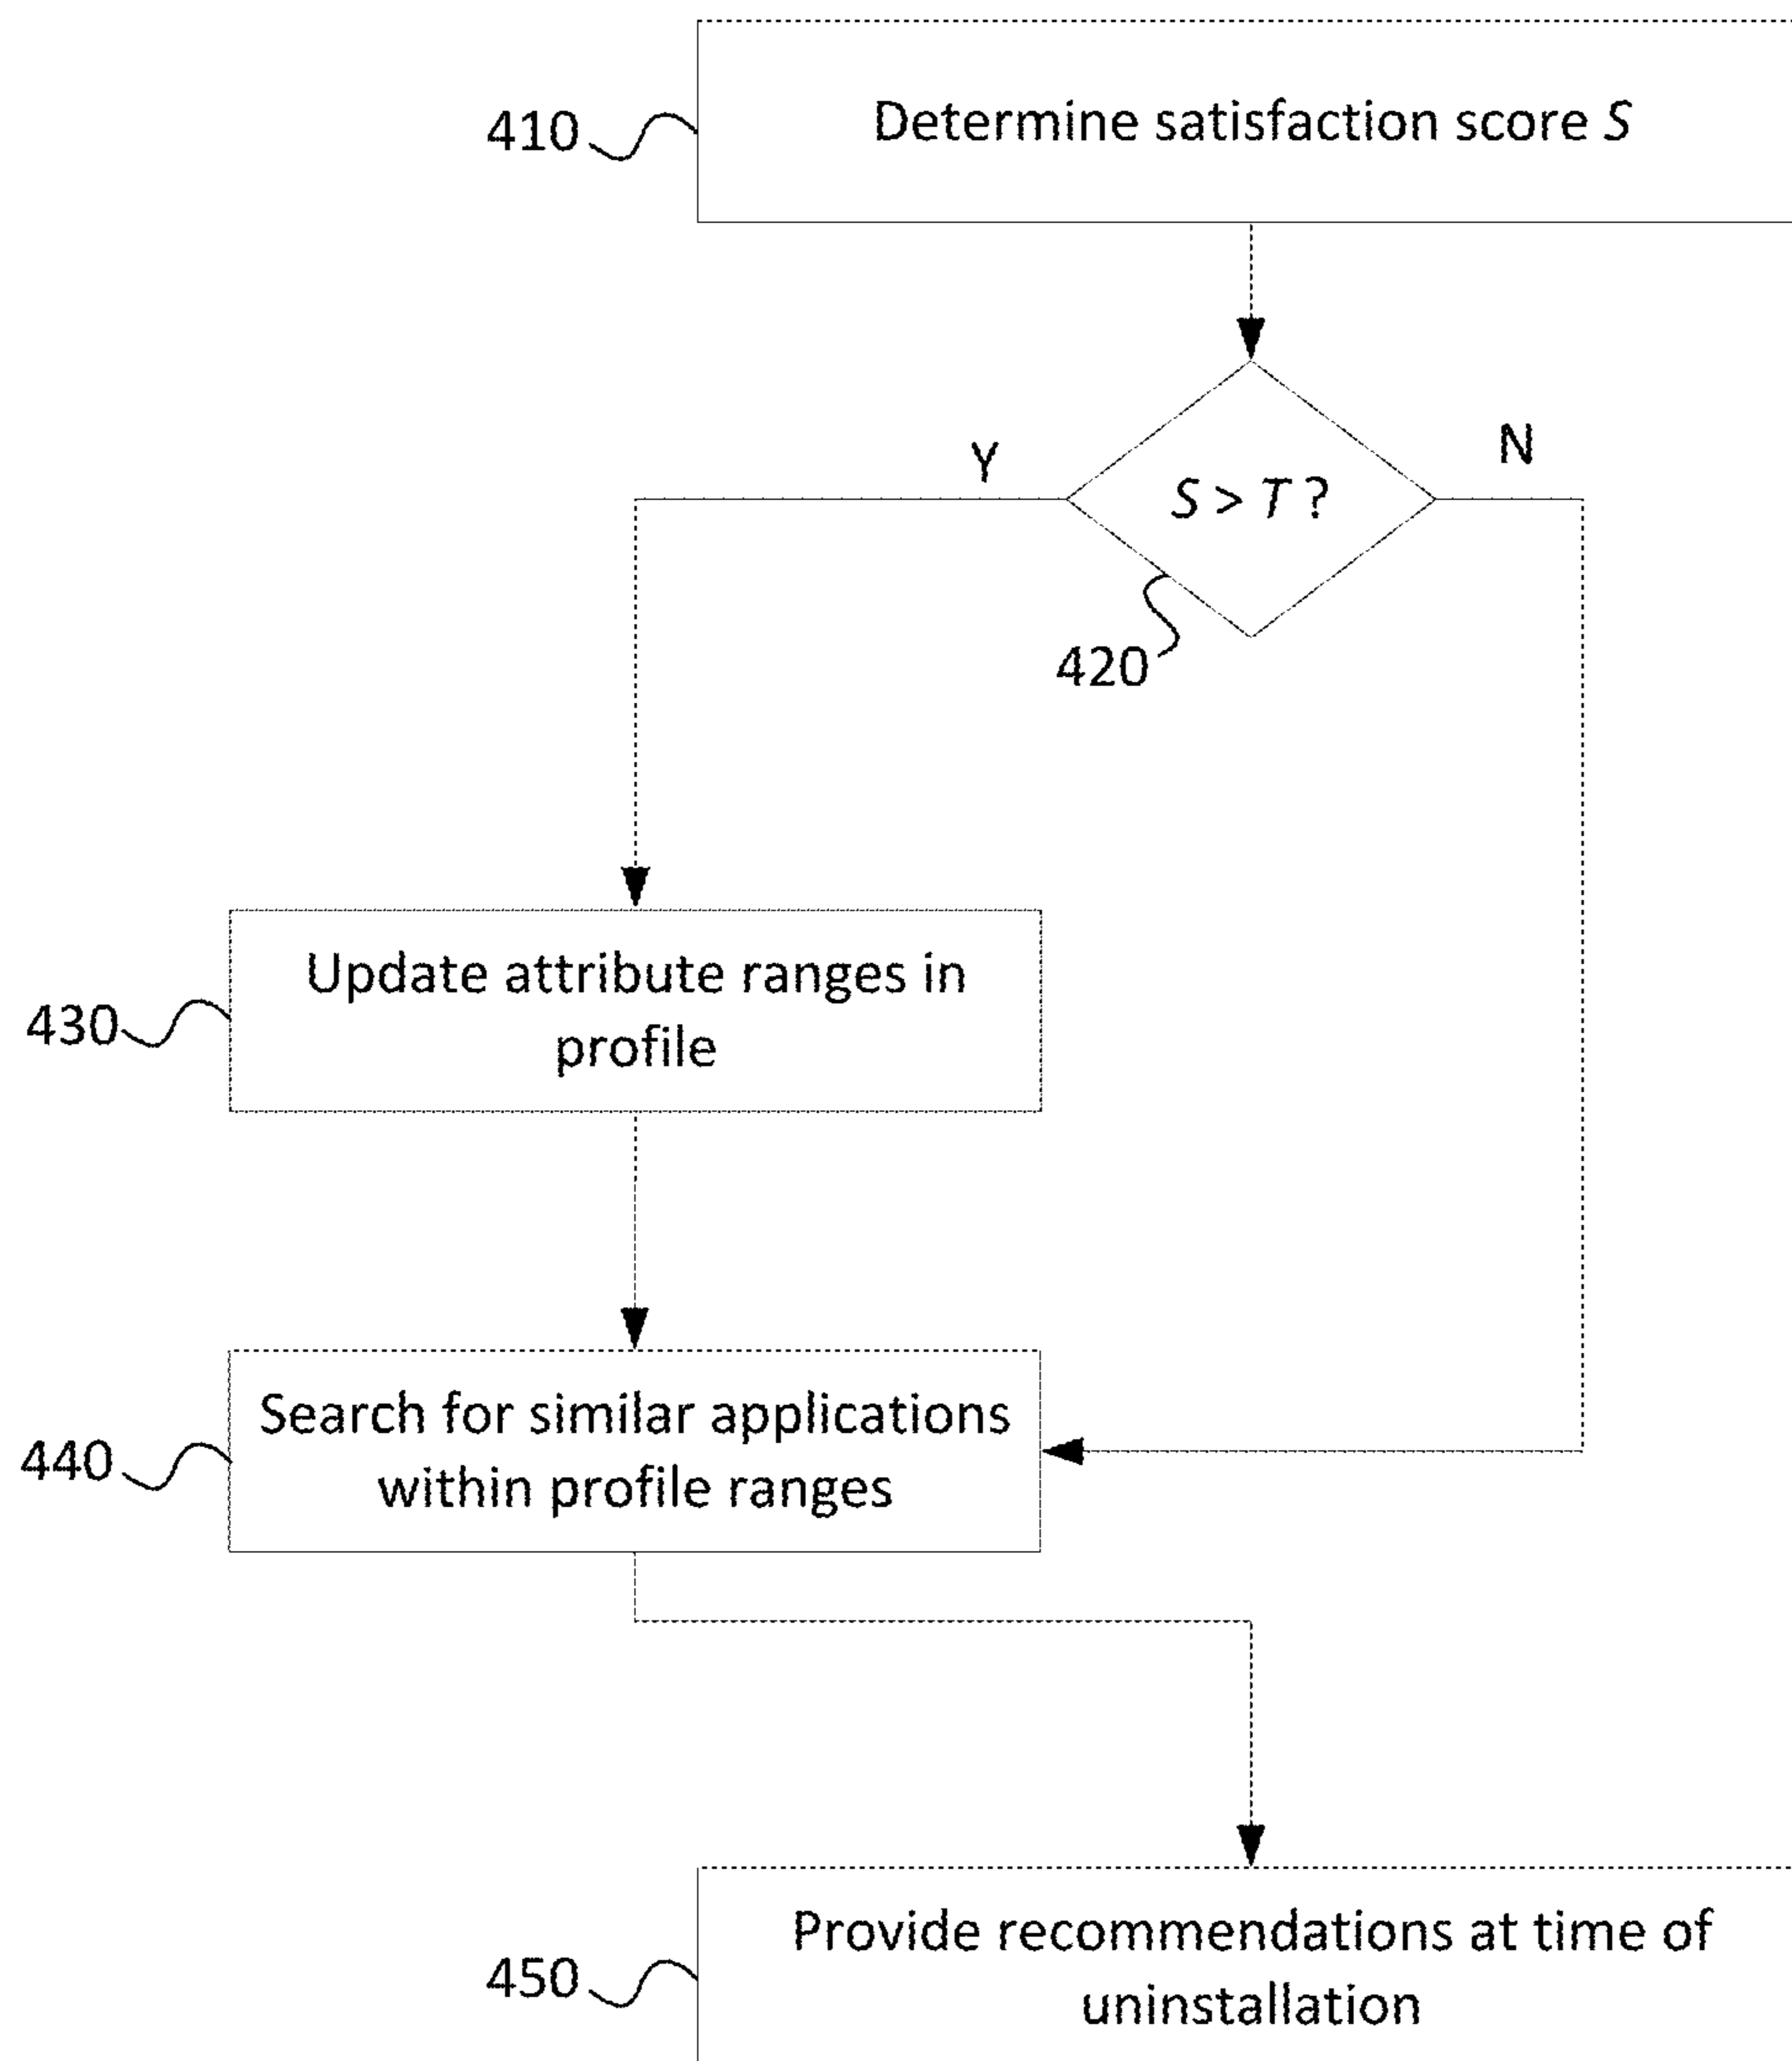 410
Determine satisfaction score S
Y
N
S > T ?
420
430
Update attribute ranges in
profile
440
Search for similar applications
within profile ranges
450
Provide recommendations at time of
uninstallation